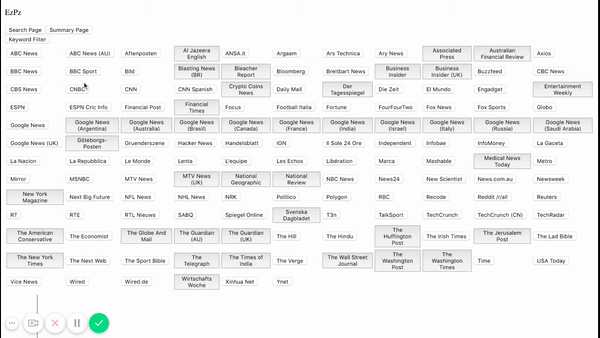 EzPz
Search Page Summary Page
Keyword Filter
ABC News ABC News (AU) Aftenposten Al Jazeera English ANSA.it Argaam Ars Technica Ary News Associated Press Australian Financial Review Axios
BBC News BBC Sport Bild Blasting News (BR) Bleacher Report Bloomberg Breitbart News Business Insider Business Insider (UK) Buzzfeed CBC News
CBS News CNBC CNN CNN Spanish Crypto Coins News Daily Mail Der Tagesspiegel Die Zeit El Mundo Engadget Entertainment Weekly
ESPN ESPN Cric Info Financial Post Financial Times Focus Football Italia Fortune FourFourTwo Fox News Fox Sports Globo
Google News Google News (Argentina) Google News (Australia) Google News (Brasil) Google News (Canada) Google News (France) Google News (India) Google News (Israel) Google News (Italy) Google News (Russia) Google News (Saudi Arabia)
Google News (UK) Göteborgs-Posten Gruenderszene Hacker News Handelsblatt IGN Il Sole 24 Ore Independent Infobae InfoMoney La Gaceta
La Nacion La Repubblica Le Monde Lenta L'equipe Les Echos Libération Marca Mashable Medical News Today Metro
Mirror MSNBC MTV News MTV News (UK) National Geographic National Review NBC News News24 New Scientist News.com.au Newsweek
New York Magazine Next Big Future NFL News NHL News NRK Politico Polygon RBC Recode Reddit /r/all Reuters
RT RTE RTL Nieuws SABQ Spiegel Online Svenska Dagbladet T3n TalkSport TechCrunch TechCrunch (CN) TechRadar
The American Conservative The Economist The Globe And Mail The Guardian (AU) The Guardian (UK) The Hill The Hindu The Huffington Post The Irish Times The Jerusalem Post The Lad Bible
The New York Times The Next Web The Sport Bible The Telegraph The Times of India The Verge The Wall Street Journal The Washington Post The Washington Times Time USA Today
Vice News Wired Wired.de Wirtschafts Woche Xinhua Net Ynet